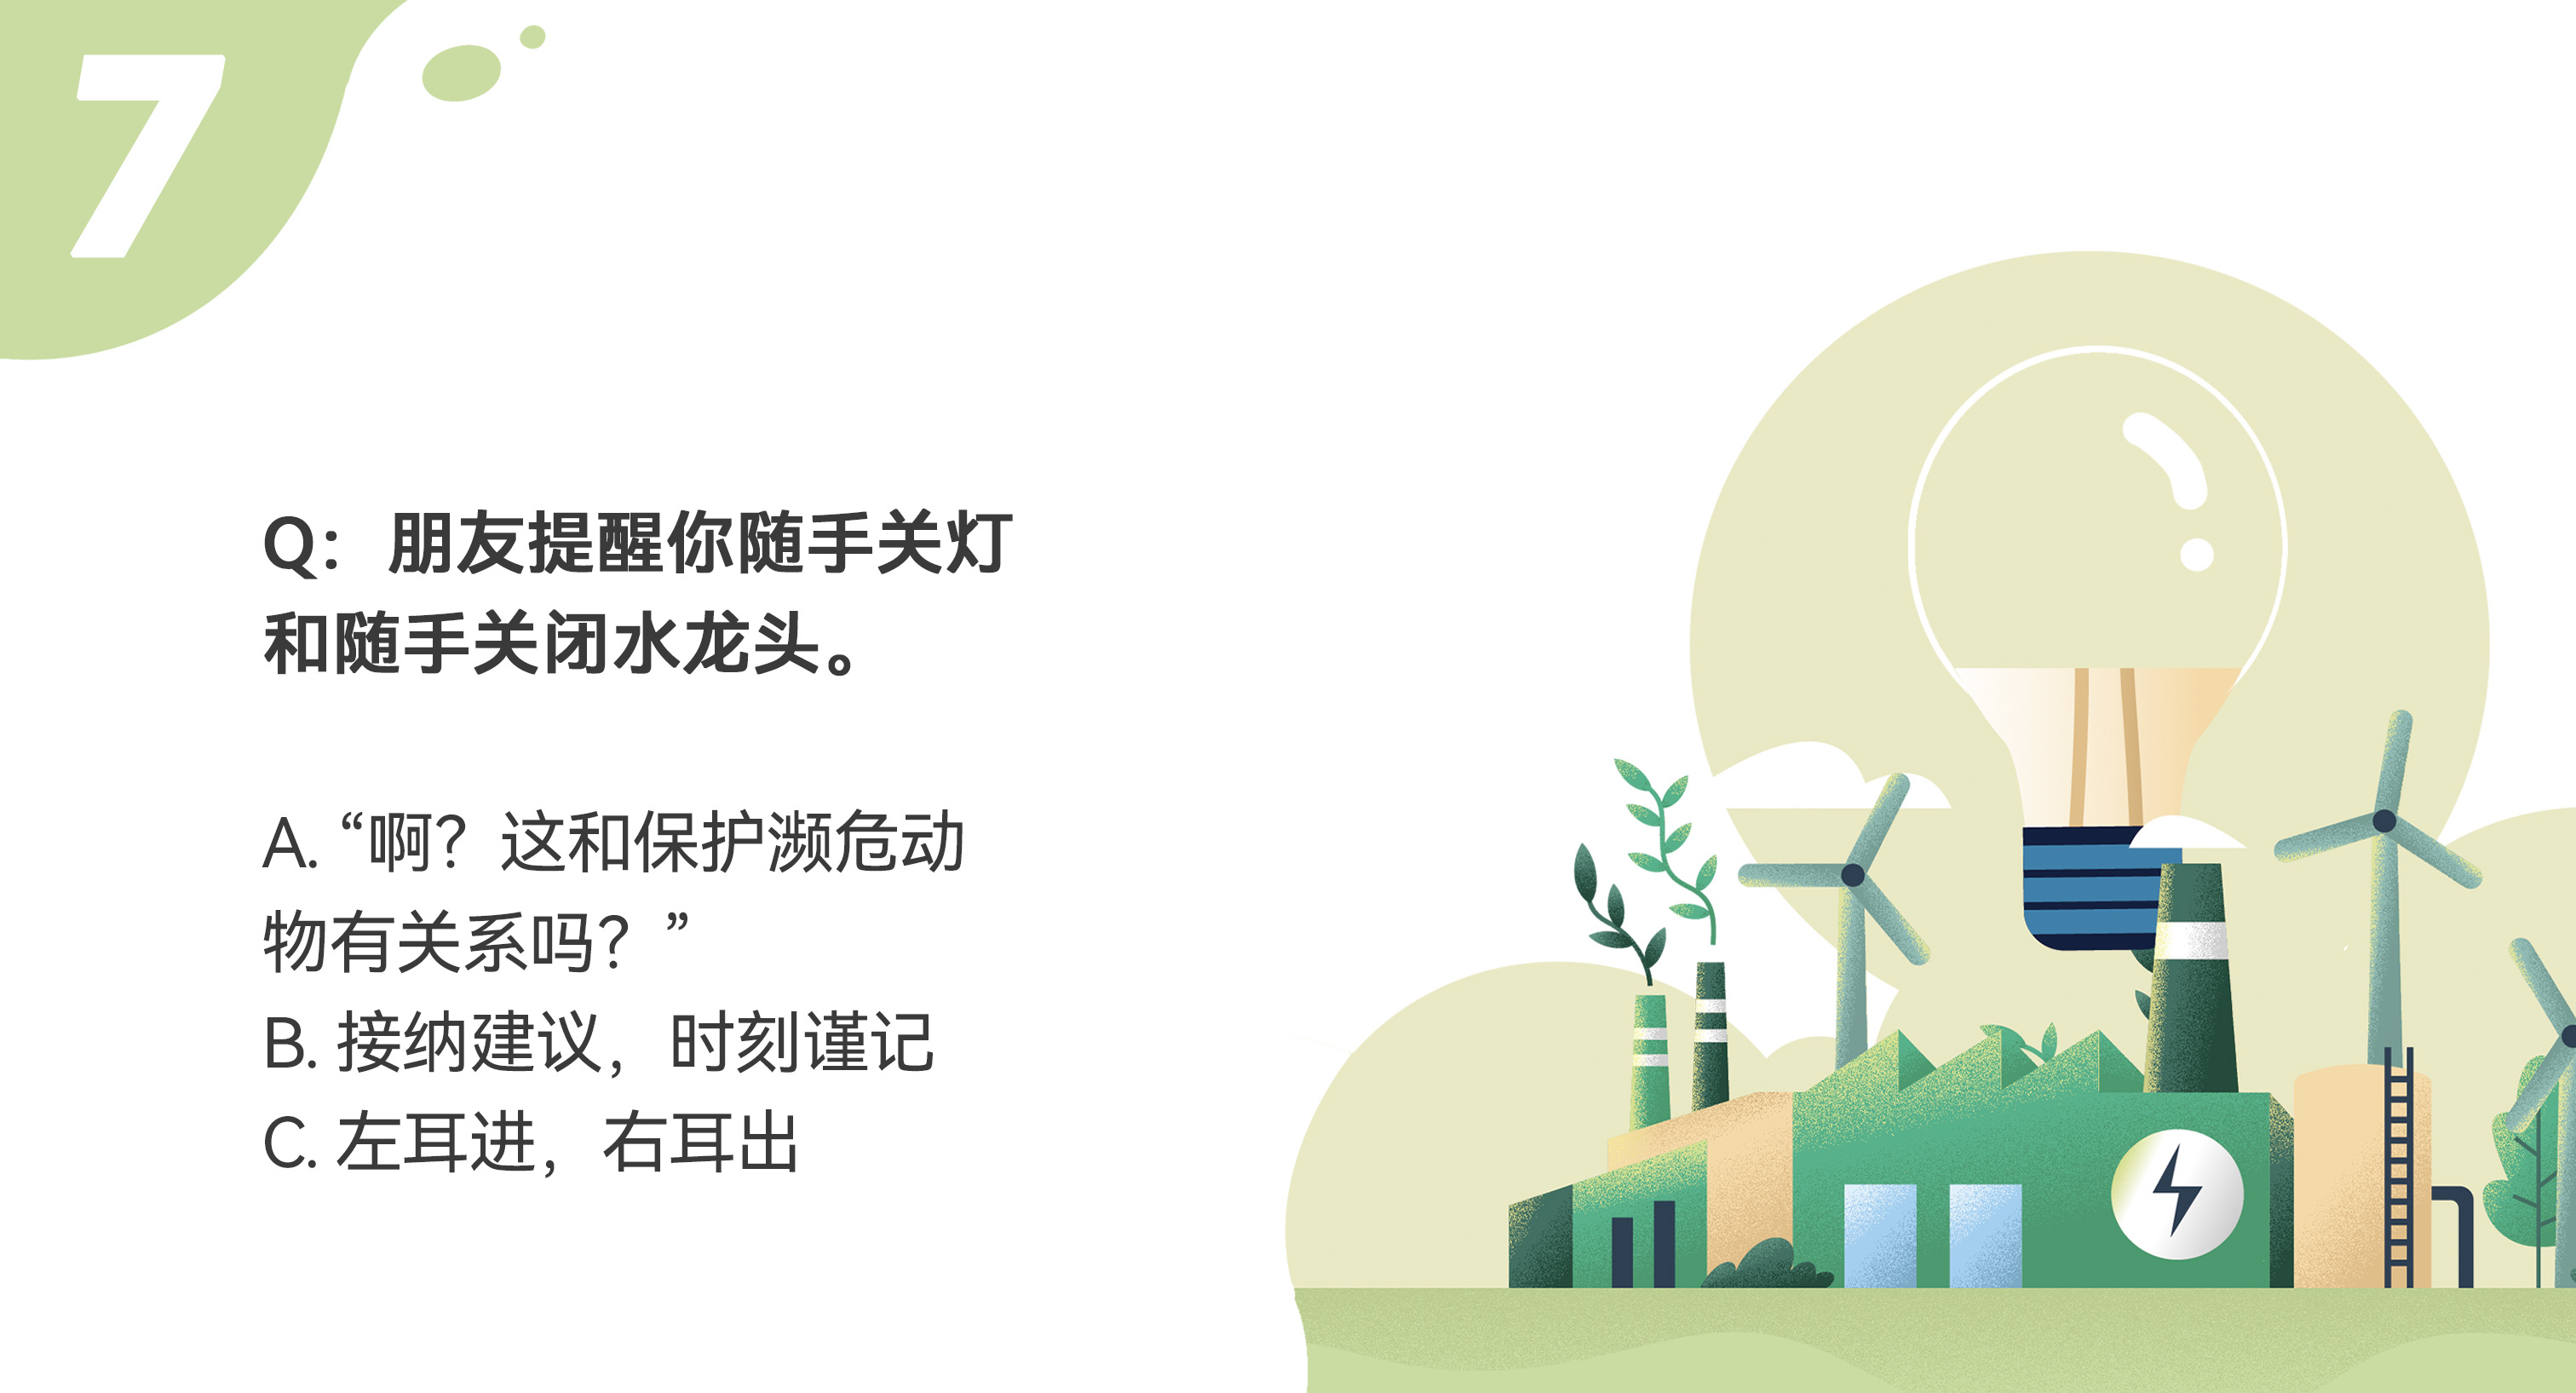 7
Q：朋友提醒你随手关灯
和随手关闭水龙头。
A. “啊？这和保护濒危动
物有关系吗？”
B. 接纳建议，时刻谨记
C. 左耳进，右耳出